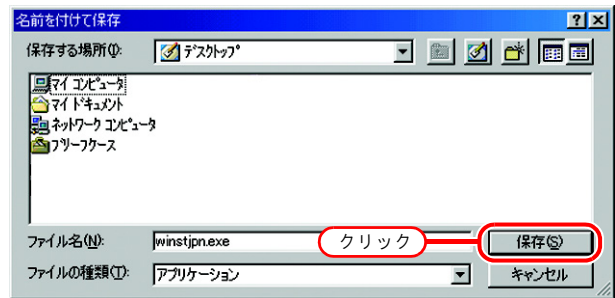 名前を付けて保存
保存する場所(I):
デスクトップ
マイ コンピュータ
マイ ドキュメント
ネットワーク コンピュータ
ブリーフケース
ファイル名(N):
winstjpn.exe
クリック
保存(S)
ファイルの種類(T):
アプリケーション
キャンセル